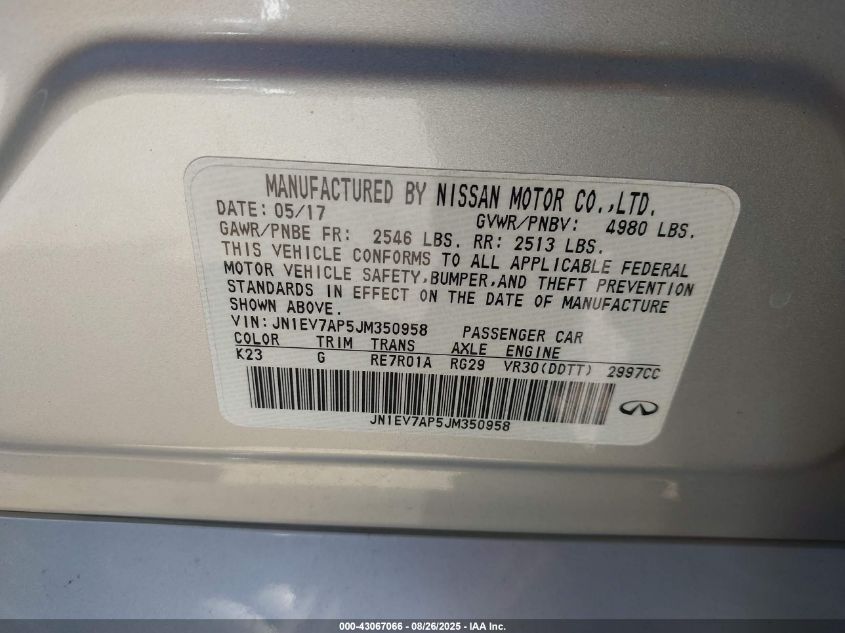 MANUFACTURED BY NISSAN MOTOR CO.,LTD.
DATE: 05/17 GVWR/PNBV: 4980 LBS.
GAWR/PNBE FR: 2546 LBS. RR: 2513 LBS.
THIS VEHICLE CONFORMS TO ALL APPLICABLE FEDERAL
MOTOR VEHICLE SAFETY,BUMPER,AND THEFT PREVENTION
STANDARDS IN EFFECT ON THE DATE OF MANUFACTURE
SHOWN ABOVE.
VIN:JN1EV7AP5JM350958 PASSENGER CAR
COLOR TRIM TRANS AXLE ENGINE
K23 G RE7R01A RG29 VR30(DDTT) 2997CC
JN1EV7AP5JM350958
000-43067066 - 08/26/2025 - IAA Inc.